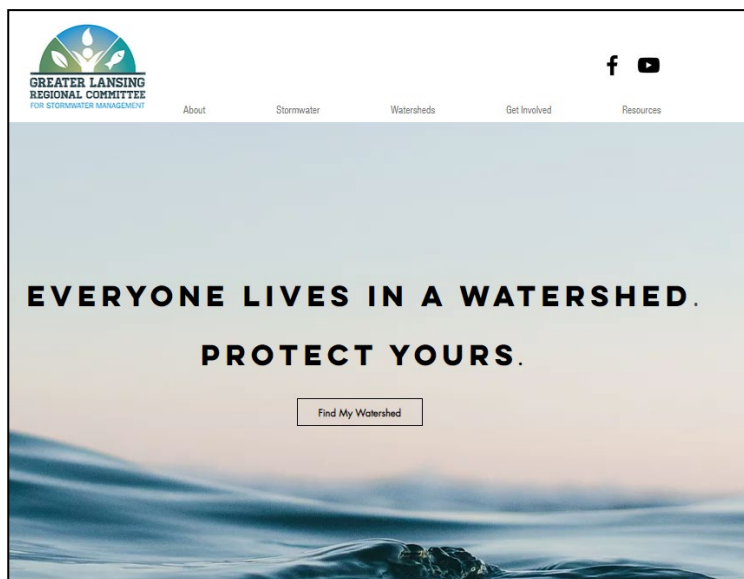 GREATER LANSING
REGIONAL COMMITTEE
FOR STORMWATER MANAGEMENT
About Stormwater Watersheds Get Involved Resources
EVERYONE LIVES IN A WATERSHED.
PROTECT YOURS.
Find My Watershed